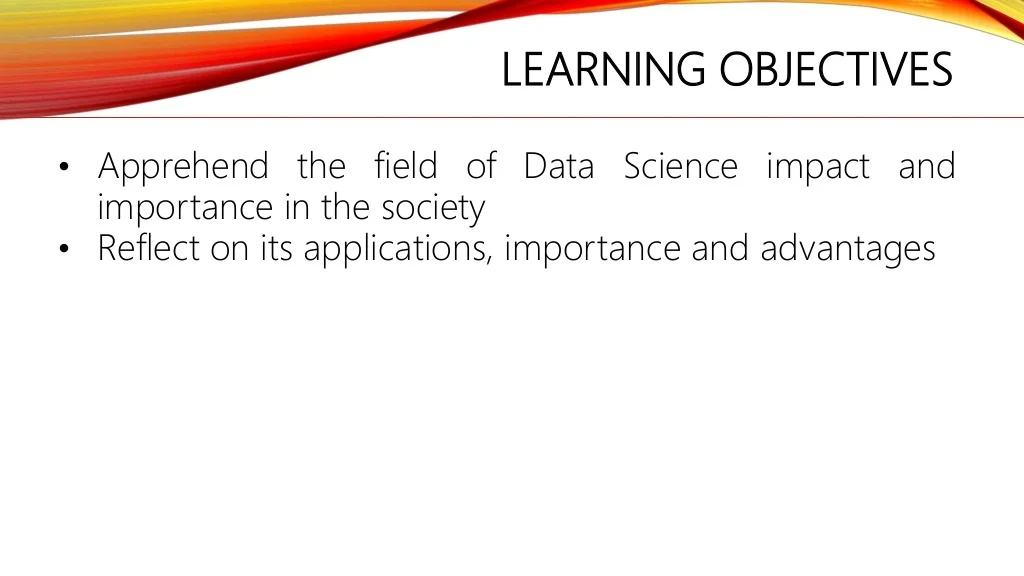 LEARNING OBJECTIVES
• Apprehend the field of Data Science impact and
importance in the society
• Reflect on its applications, importance and advantages